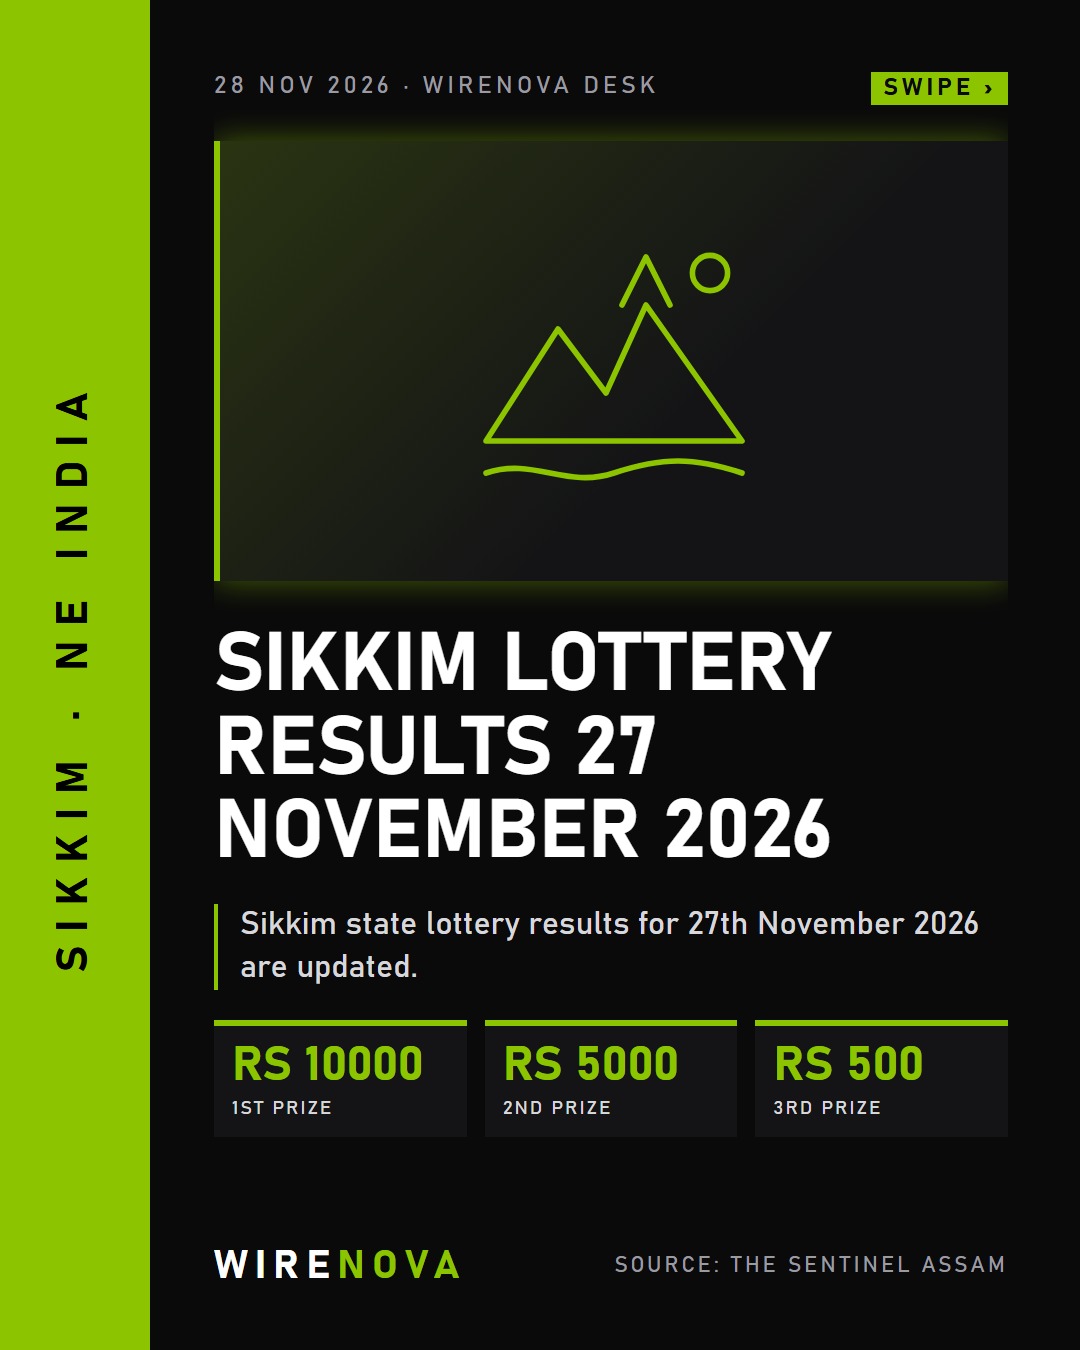 28 NOV 2026 · WIRENOVA DESK
SWIPE ›
SIKKIM · NE INDIA
SIKKIM LOTTERY
RESULTS 27
NOVEMBER 2026
Sikkim state lottery results for 27th November 2026
are updated.
RS 10000
1ST PRIZE
RS 5000
2ND PRIZE
RS 500
3RD PRIZE
WIRENOVA
SOURCE: THE SENTINEL ASSAM